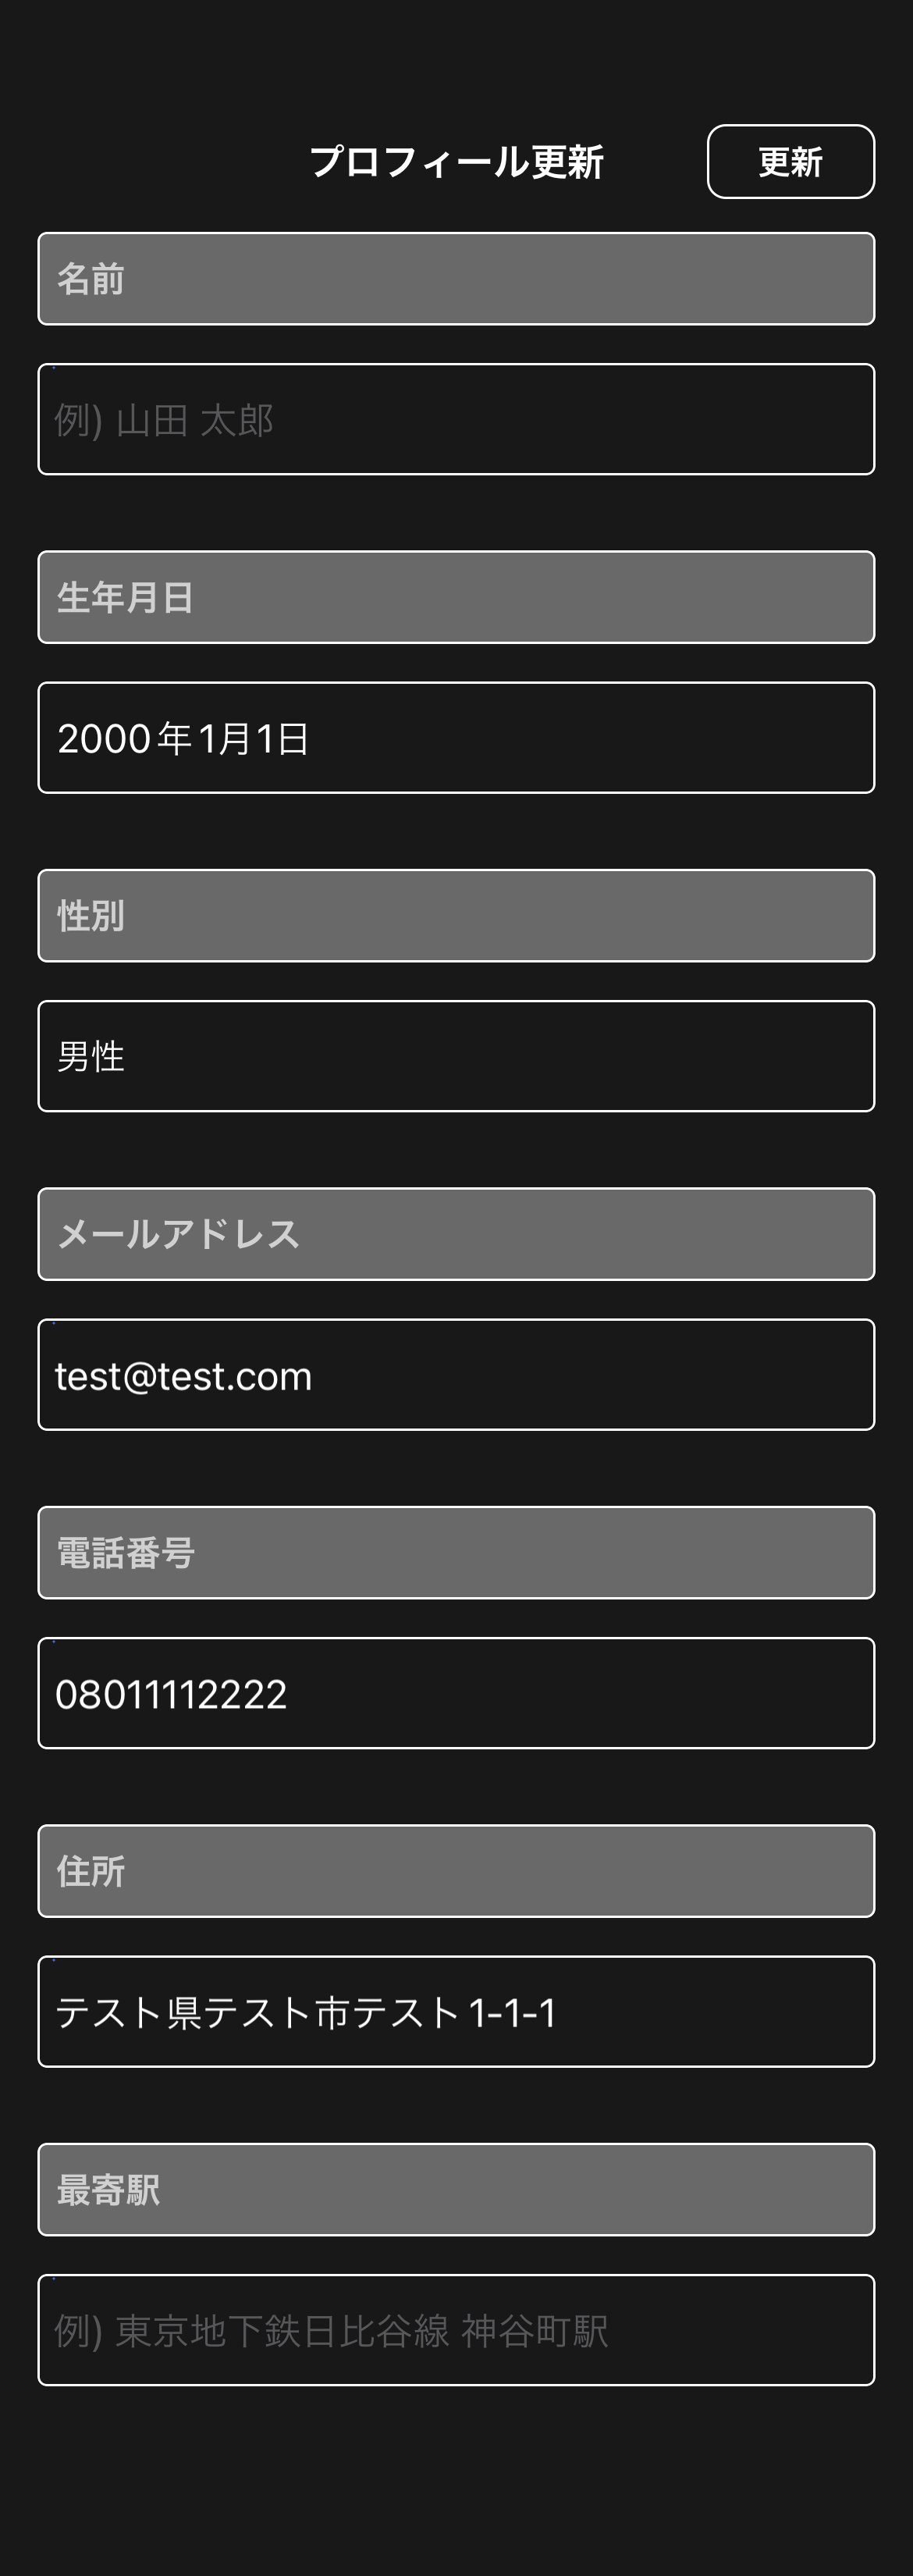 プロフィール更新
更新
名前
例) 山田 太郎
生年月日
2000年1月1日
性別
男性
メールアドレス
test@test.com
電話番号
08011112222
住所
テスト県テスト市テスト1-1-1
最寄駅
例) 東京地下鉄日比谷線 神谷町駅